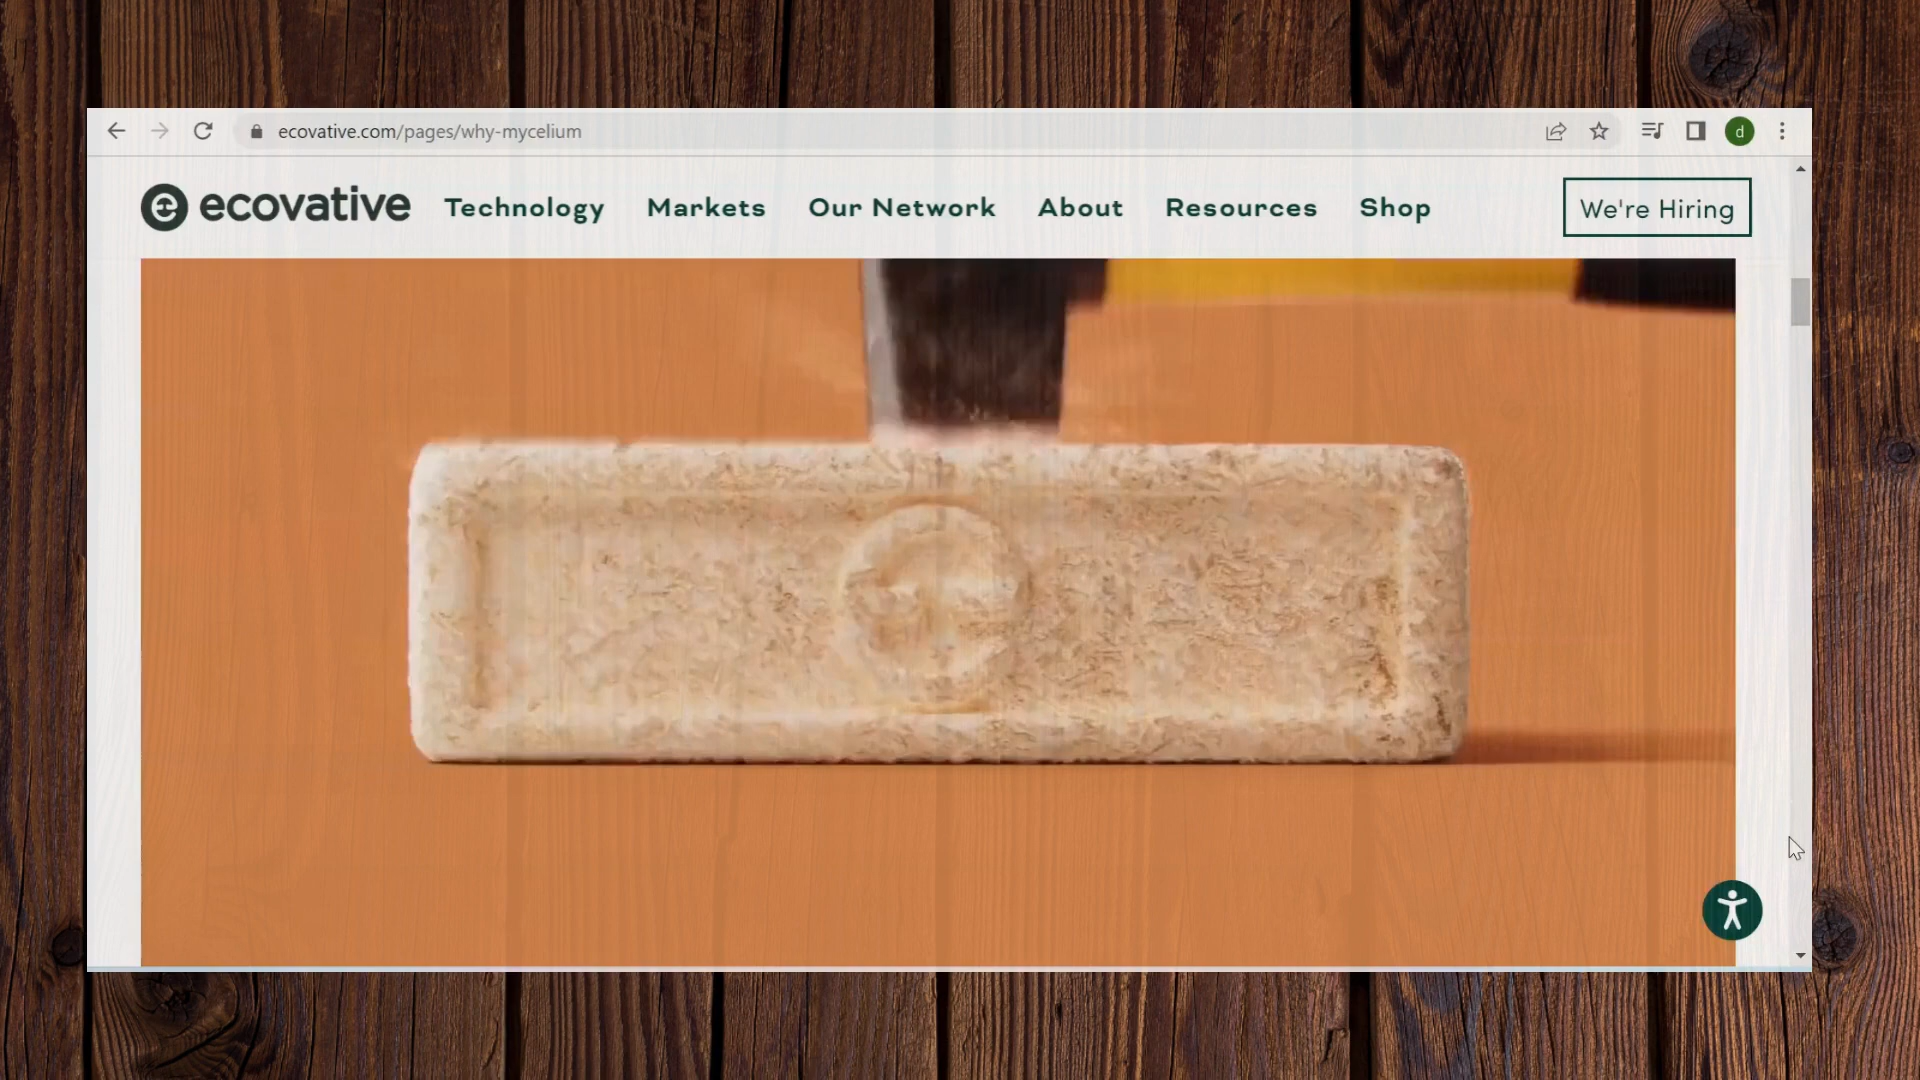 ecovative.com/pages/why-mycelium
d
ecovative Technology Markets Our Network About Resources Shop We're Hiring